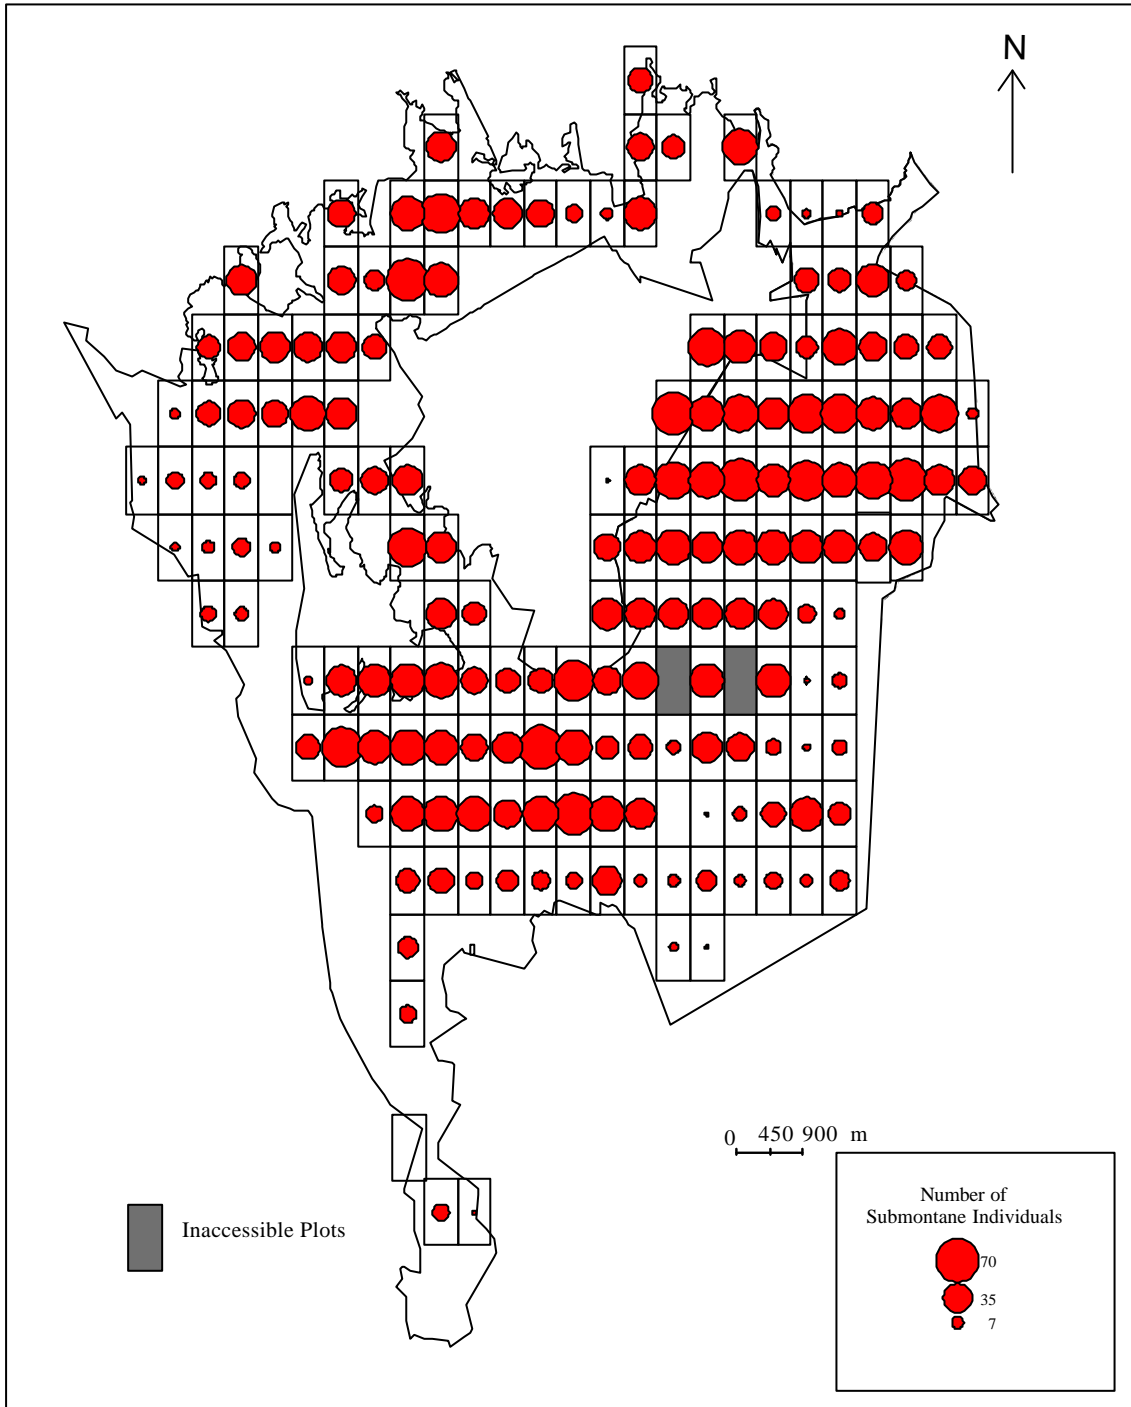 N
0 450 900 m
Inaccessible Plots
Number of
Submontane Individuals
70
35
7